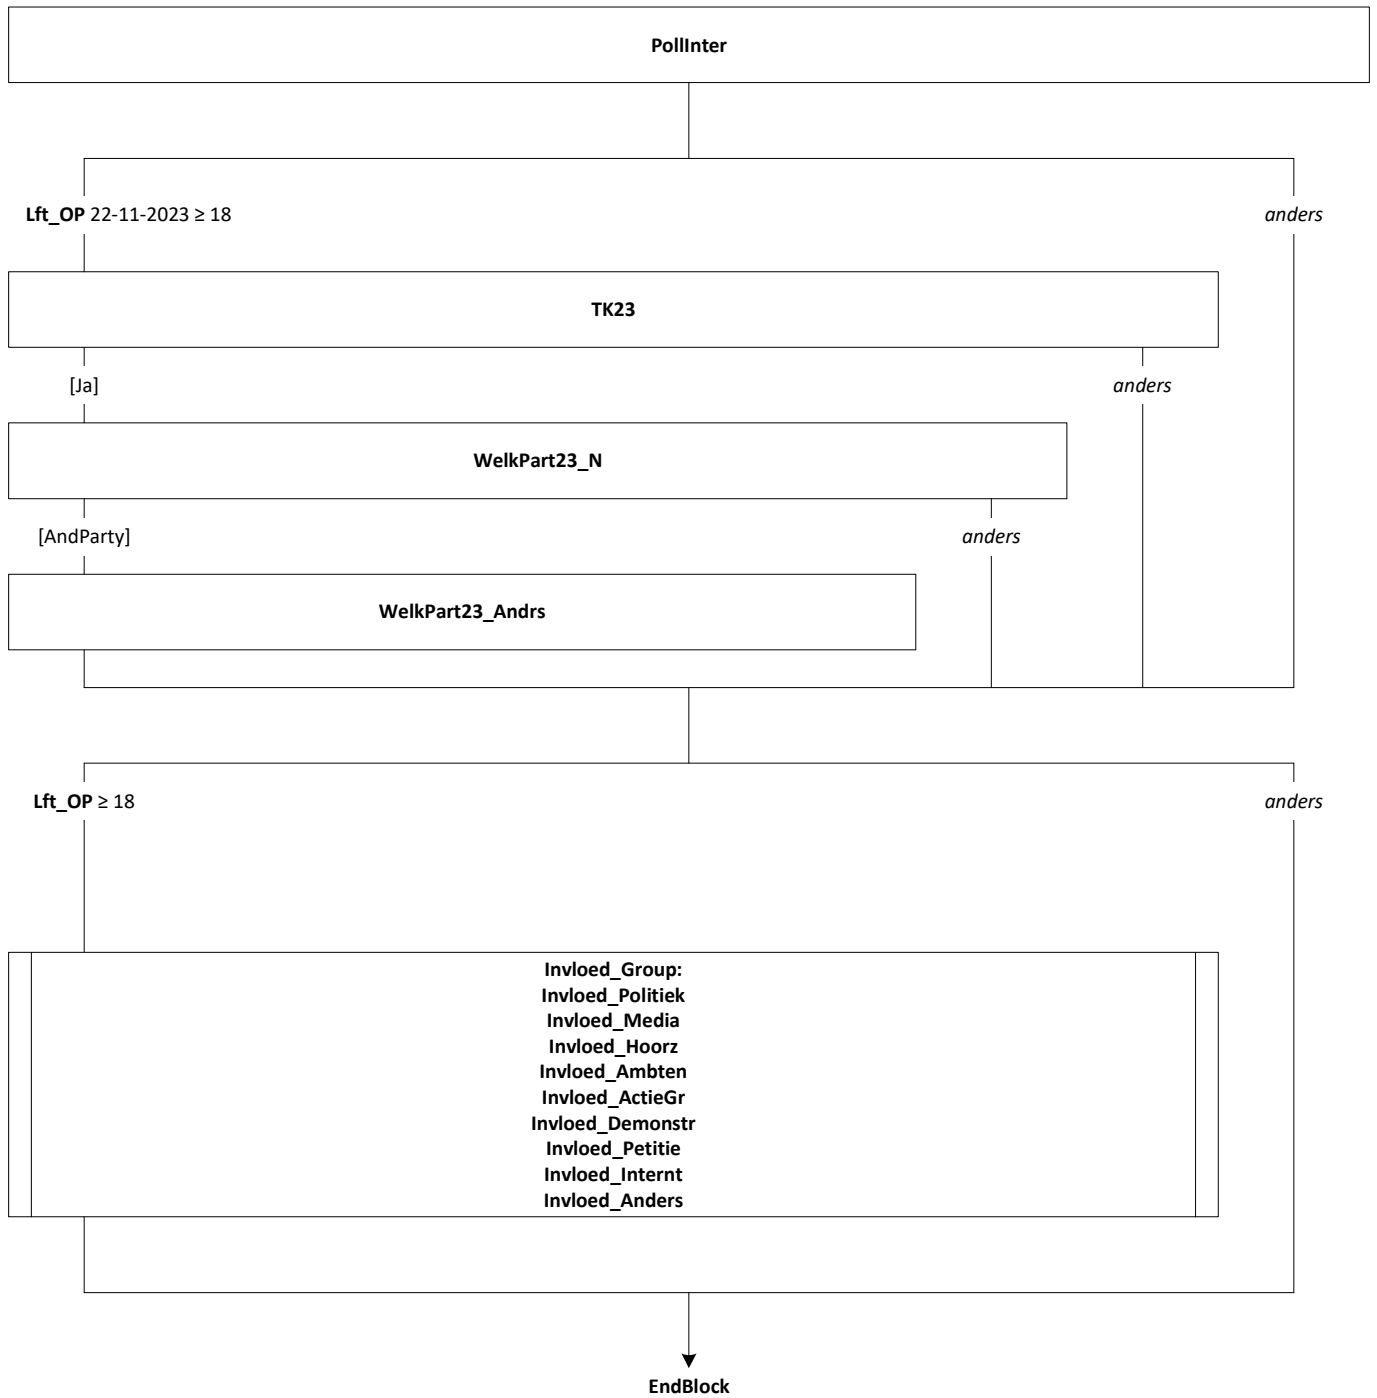 PollInter
Lft_OP 22-11-2023 ≥ 18
anders
TK23
[Ja]
anders
WelkPart23_N
[AndParty]
anders
WelkPart23_Andrs
Lft_OP ≥ 18
anders
Invloed_Group:
Invloed_Politiek
Invloed_Media
Invloed_Hoorz
Invloed_Ambten
Invloed_ActieGr
Invloed_Demonstr
Invloed_Petitie
Invloed_Internt
Invloed_Anders
EndBlock